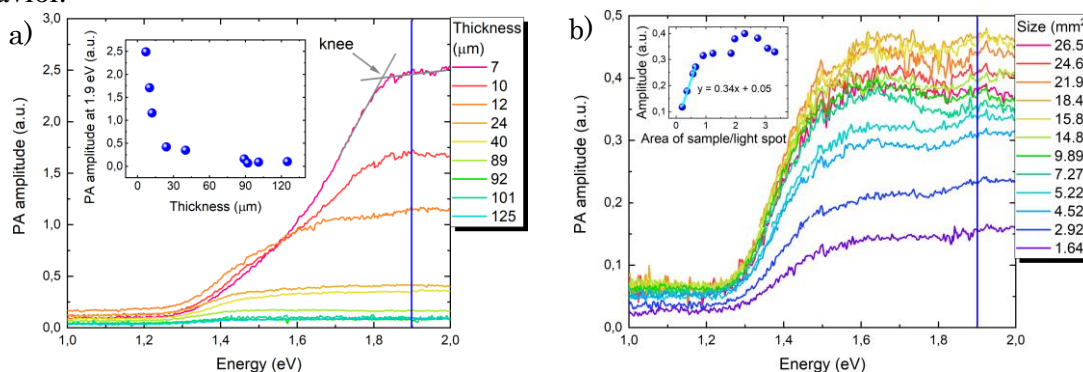 avior.
a)
PA amplitude (a.u.)
3,0
2,5
2,0
1,5
1,0
0,5
0,0
1,0 1,2 1,4 1,6 1,8 2,0
Energy (eV)
PA amplitude at 1.9 eV (a.u.)
2,5
2,0
1,5
1,0
0,5
0,0
0 30 60 90 120
Thickness (μm)
knee
Thickness
(μm)
7
10
12
24
40
89
92
101
125
b)
PA amplitude (a.u.)
0,5
0,4
0,3
0,2
0,1
0,0
1,0 1,2 1,4 1,6 1,8 2,0
Energy (eV)
Amplitude (a.u.)
0,4
0,3
0,2
0,1
0 1 2 3
y = 0.34x + 0.05
Area of sample/light spot
Size (mm²
26.5
24.6
21.9
18.4
15.8
14.8
9.89
7.27
5.22
4.52
2.92
1.64